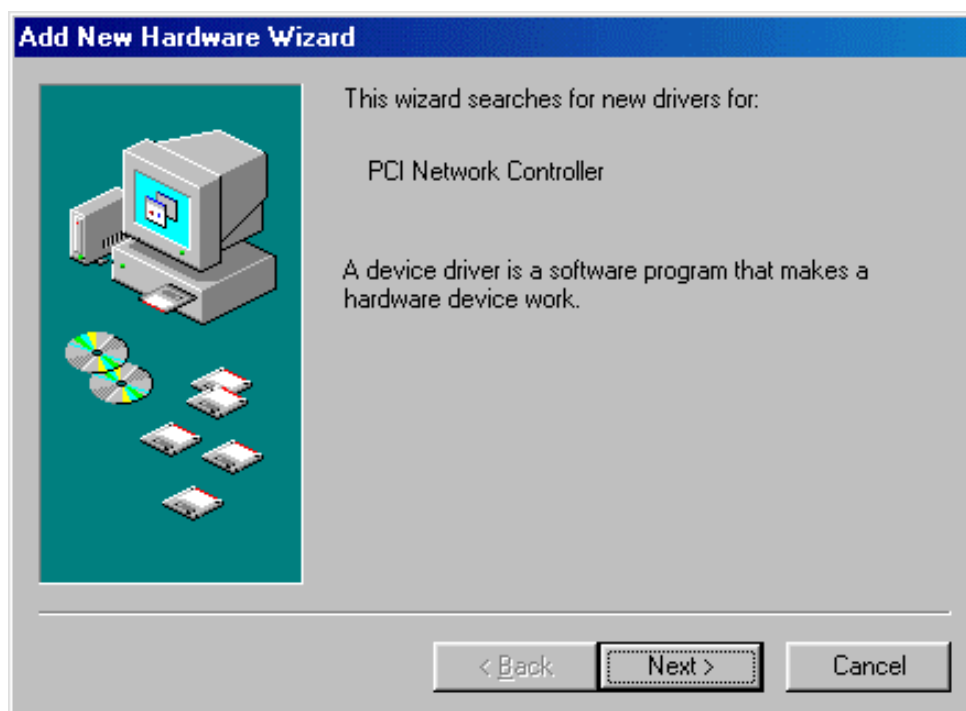 Add New Hardware Wizard
This wizard searches for new drivers for:
PCI Network Controller
A device driver is a software program that makes a
hardware device work.
< Back
Next >
Cancel